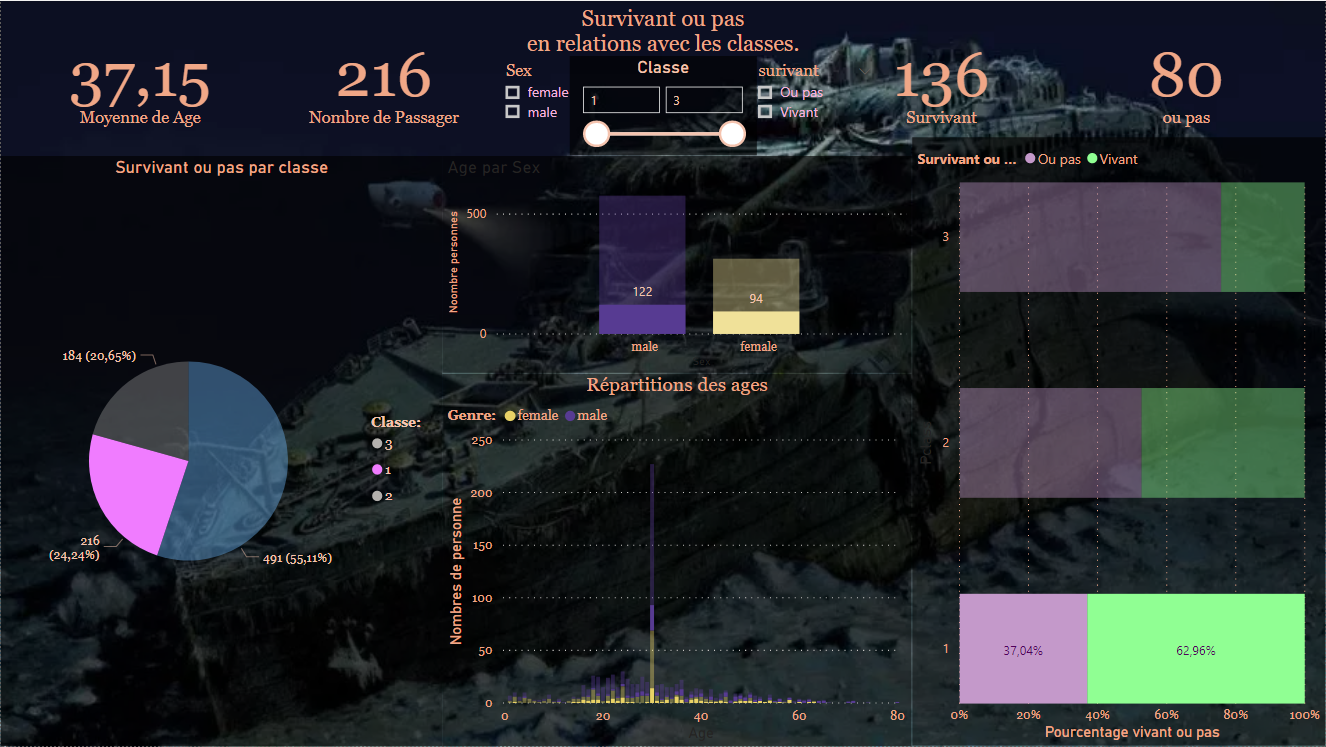 Survivant ou pas
en relations avec les classes.
37,15
Moyenne de Age
216
Nombre de Passager
Sex
female
male
Classe
1
3
surivant
Ou pas
Vivant
136
Survivant
80
ou pas
Survivant ou pas par classe
184 (20,65%)
216
(24,24%)
491 (55,11%)
Classe:
3
1
2
Age par Sex
Noombre personnes
500
0
122
94
male
female
Sex
Répartitions des ages
Genre:
female
male
Nombres de personne
250
200
150
100
50
0
0
20
40
60
80
Age
Survivant ou ...
Ou pas
Vivant
3
2
1
37,04%
62,96%
0%
20%
40%
60%
80%
100%
Pourcentage vivant ou pas